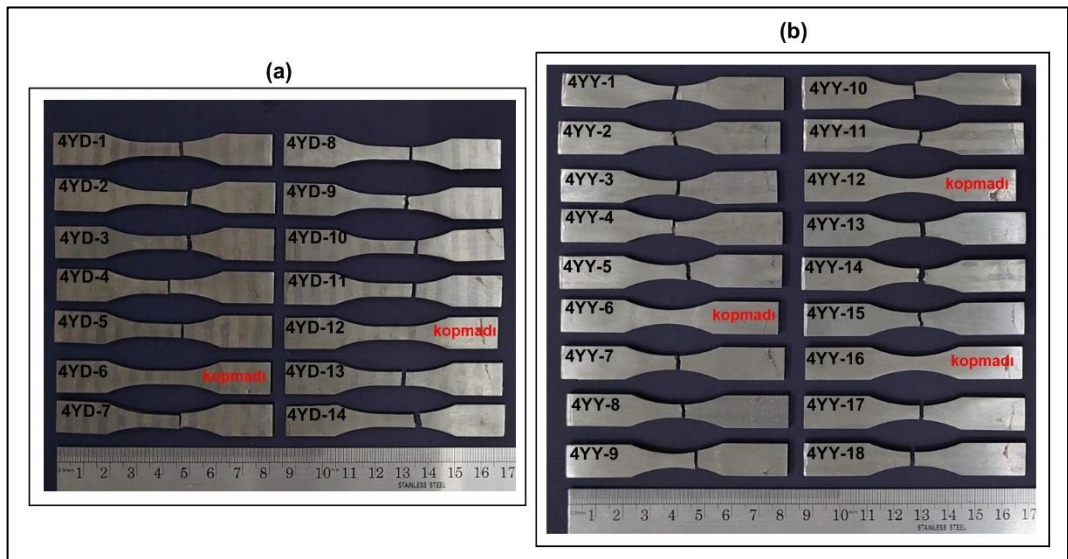 (a)
4YD-1
4YD-2
4YD-3
4YD-4
4YD-5
4YD-6 kopmadı
4YD-7
4YD-8
4YD-9
4YD-10
4YD-11
4YD-12 kopmadı
4YD-13
4YD-14
0.5mm 1 2 3 4 5 6 7 8 9 10 11 12 13 14 15 16 17
STAINLESS STEEL
(b)
4YY-1
4YY-2
4YY-3
4YY-4
4YY-5
4YY-6 kopmadı
4YY-7
4YY-8
4YY-9
4YY-10
4YY-11
4YY-12 kopmadı
4YY-13
4YY-14
4YY-15
4YY-16 kopmadı
4YY-17
4YY-18
0.5mm 1 2 3 4 5 6 7 8 9 10mm 11 12 13 14 15 16 17
STAINLESS STEEL